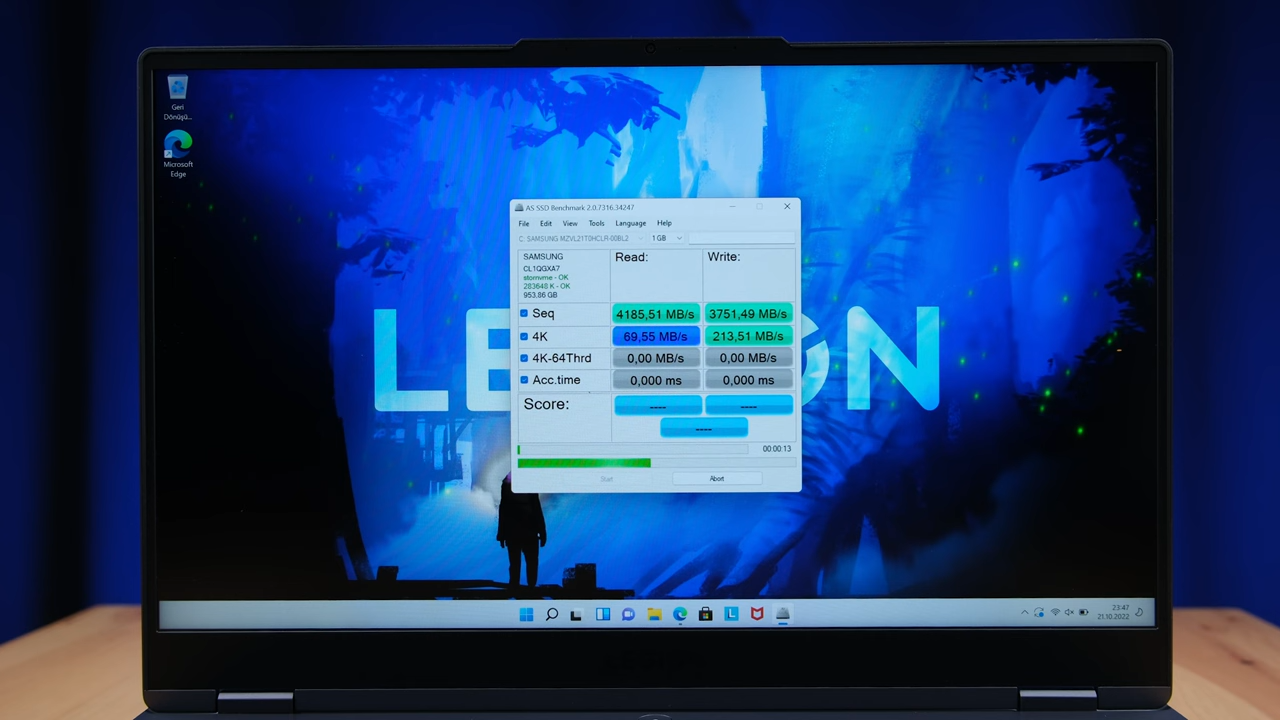 Geri
Dönüşü...
Microsoft
Edge
AS SSD Benchmark 2.0.7316.34247
File Edit View Tools Language Help
C: SAMSUNG MZVL21T0HCLR-00BL2 1 GB
SAMSUNG
CL1QGXA7
stornvme - OK
283648 K - OK
953,86 GB
Read: Write:
Seq 4185,51 MB/s 3751,49 MB/s
4K 69,55 MB/s 213,51 MB/s
4K-64Thrd 0,00 MB/s 0,00 MB/s
Acc.time 0,000 ms 0,000 ms
Score: ---- ----
----
00:00:13
Start Abort
LE ON
L
23:47
21.10.2022